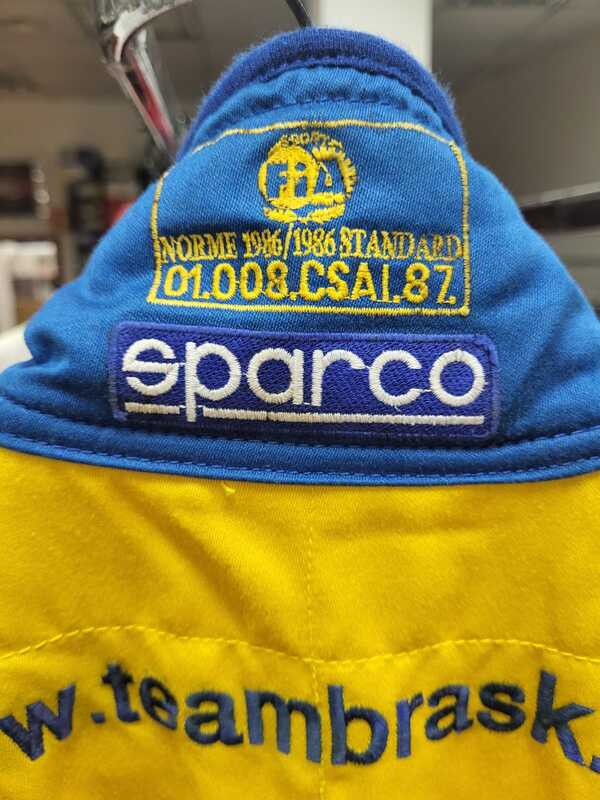 FIA
NORME 1986/1986 STANDARD
01.008.CSAI.87
sparco
w.teambrask.